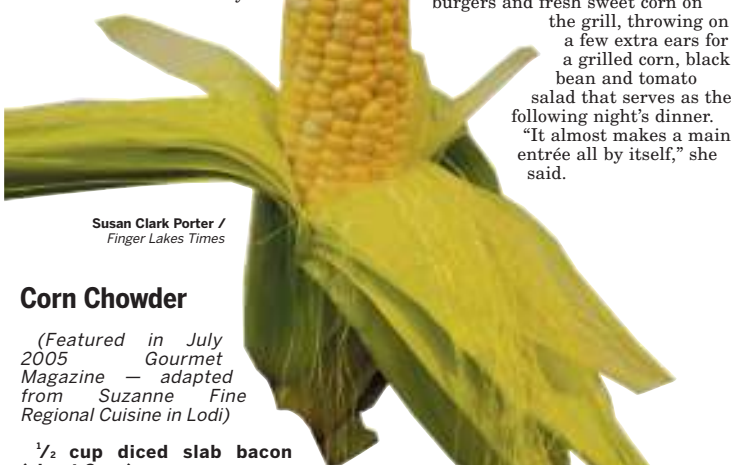 burgers and fresh sweet corn on
the grill, throwing on
a few extra ears for
a grilled corn, black
bean and tomato
salad that serves as the
following night’s dinner.
“It almost makes a main
entrée all by itself,” she
said.
Susan Clark Porter /
Finger Lakes Times
Corn Chowder
(Featured in July
2005 Gourmet
Magazine — adapted
from Suzanne Fine
Regional Cuisine in Lodi)
½ cup diced slab bacon